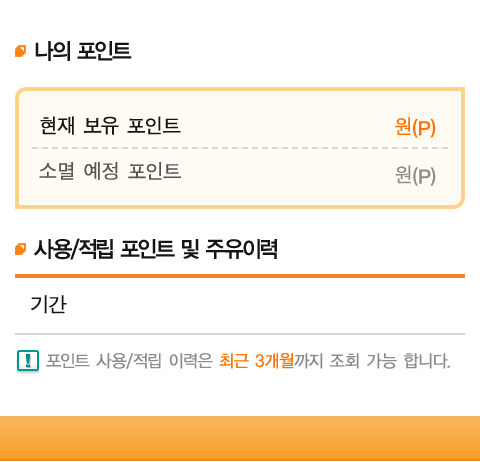 나의 포인트
현재 보유 포인트 원(P)
소멸 예정 포인트 원(P)
사용/적립 포인트 및 주유이력
기간
포인트 사용/적립 이력은 최근 3개월까지 조회 가능 합니다.